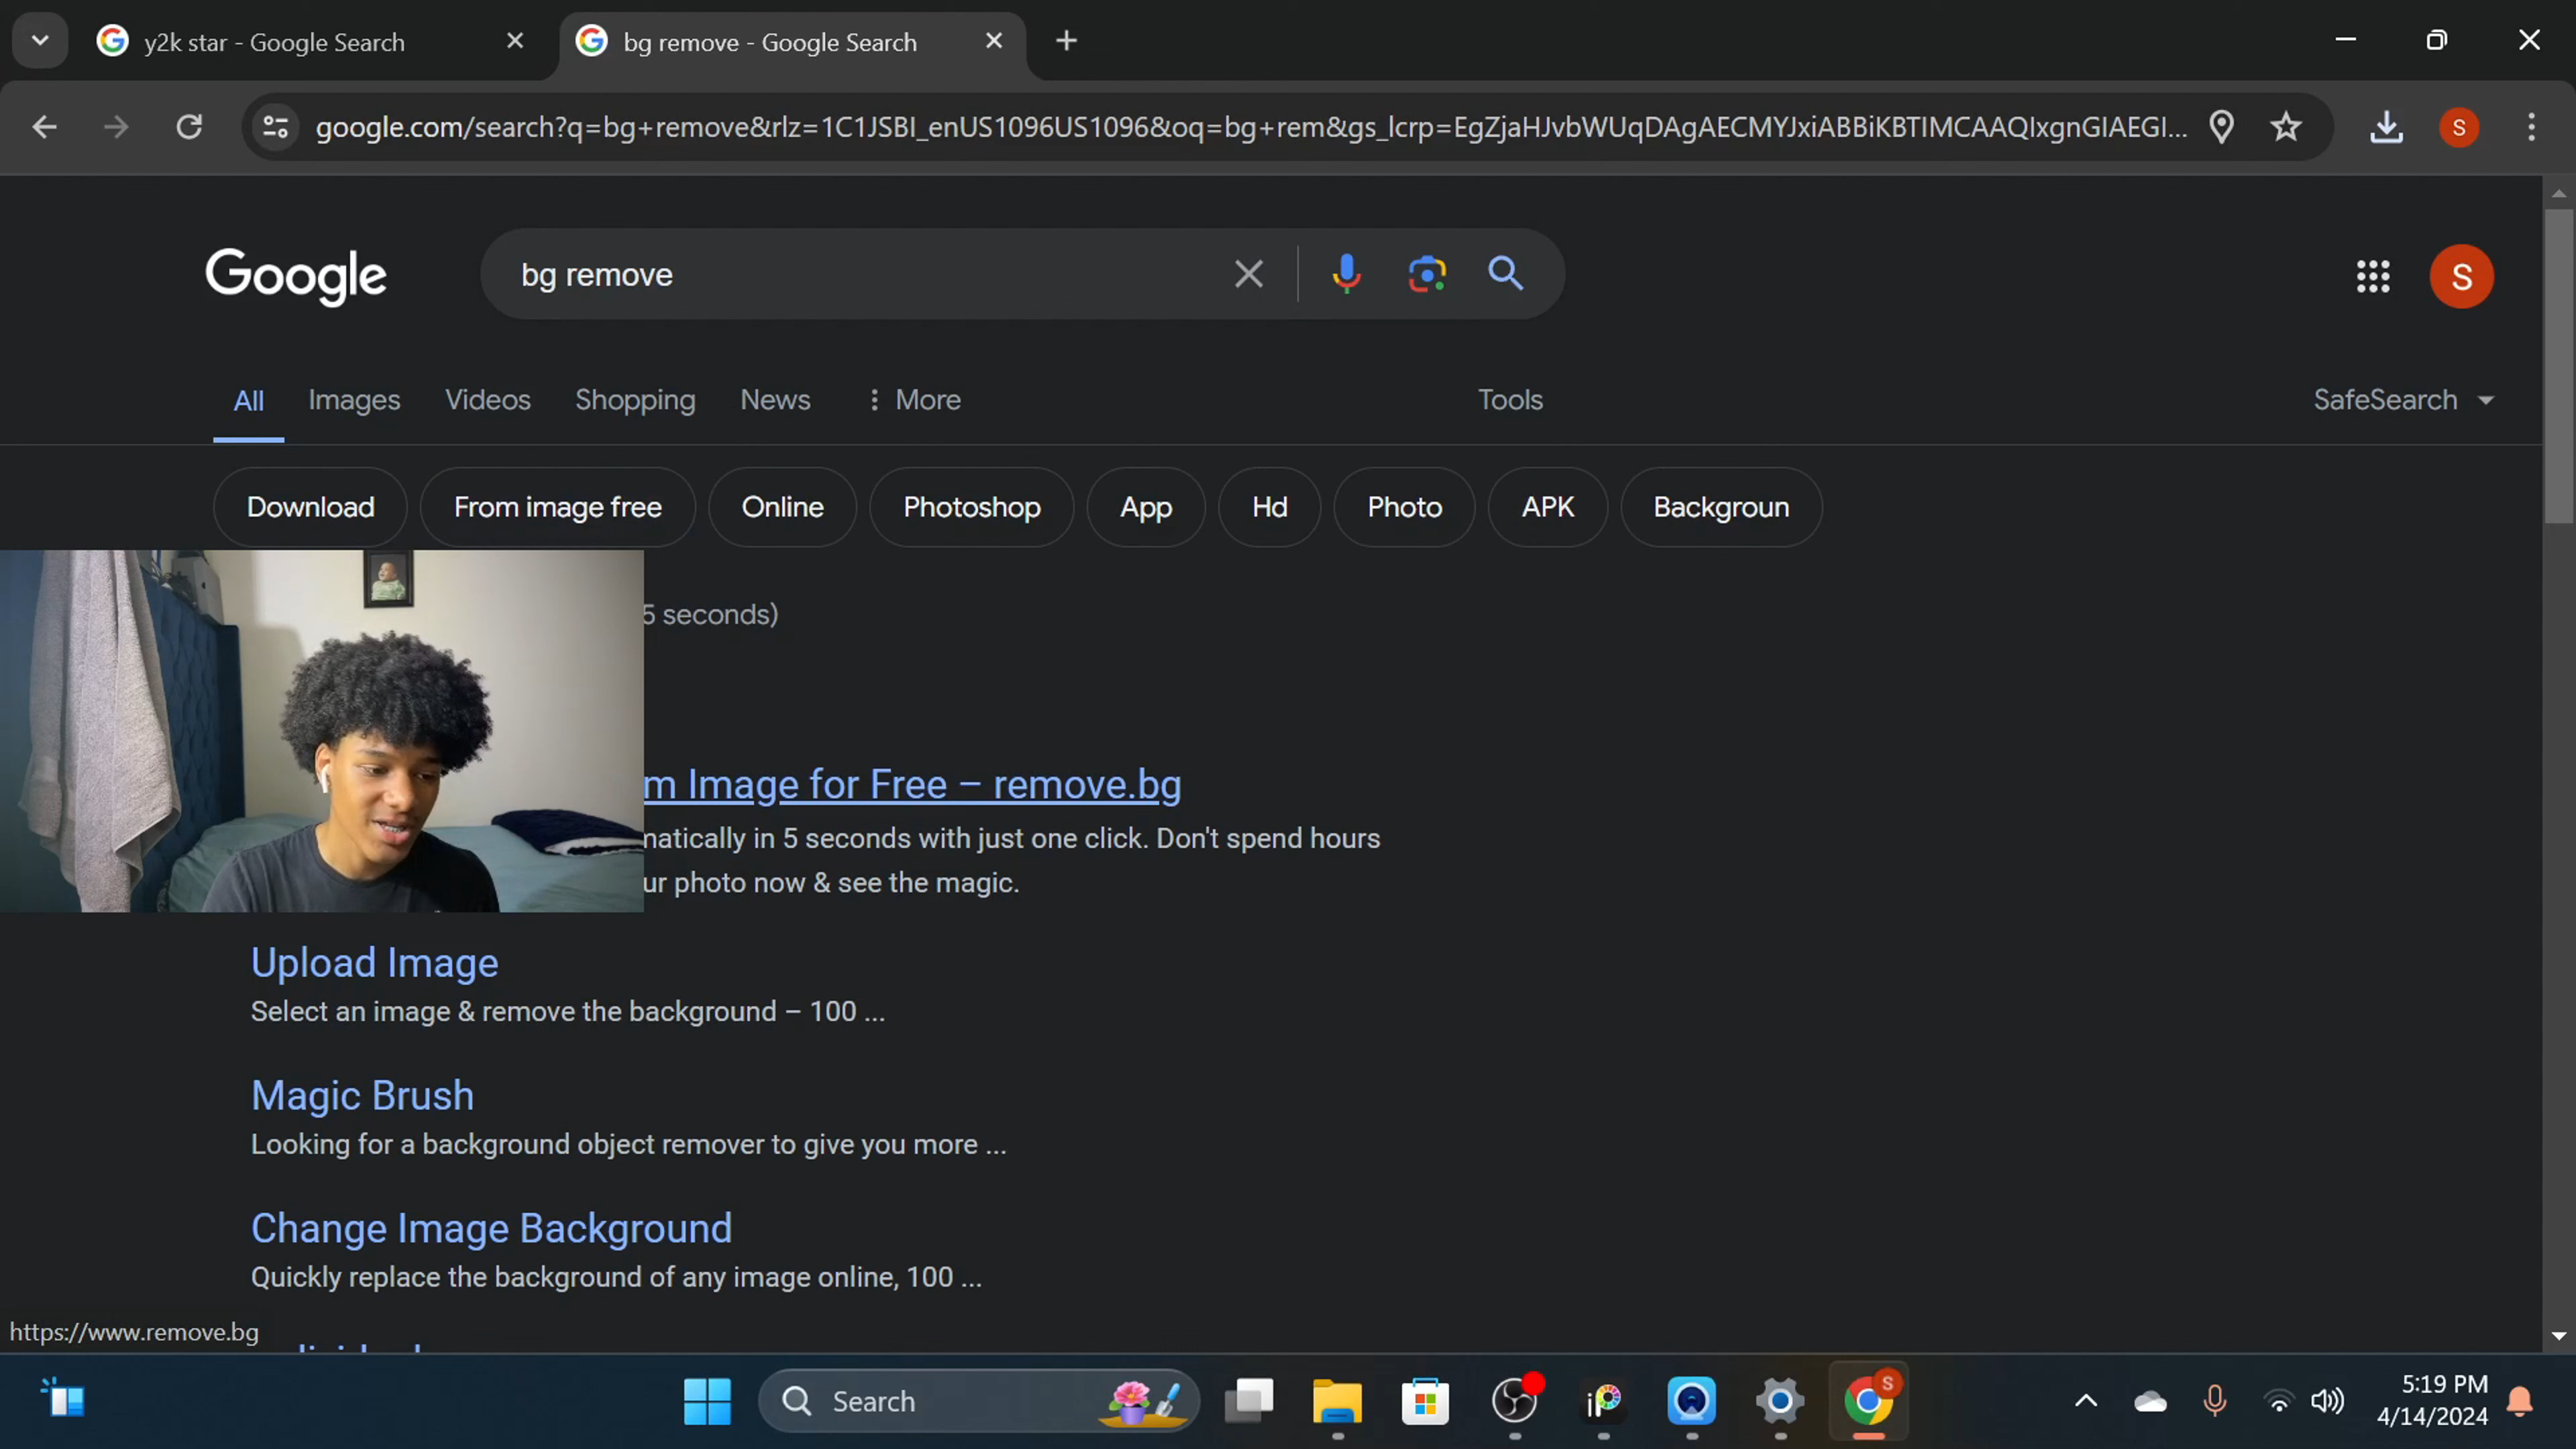 y2k star - Google Search
bg remove - Google Search
google.com/search?q=bg+remove&rlz=1C1JSBI_enUS1096US1096&oq=bg+rem&gs_lcrp=EgZjaHJvbWUqDAgAECMYJxiABBiKBTIMCAAQIxgnGIAEGI...
S
Google
bg remove
S
All Images Videos Shopping News More Tools SafeSearch
Download From image free Online Photoshop App Hd Photo APK Backgroun
5 seconds)
m Image for Free – remove.bg
matically in 5 seconds with just one click. Don't spend hours
ur photo now & see the magic.
Upload Image
Select an image & remove the background – 100 ...
Magic Brush
Looking for a background object remover to give you more ...
Change Image Background
Quickly replace the background of any image online, 100 ...
https://www.remove.bg
Search
iP
S
5:19 PM
4/14/2024